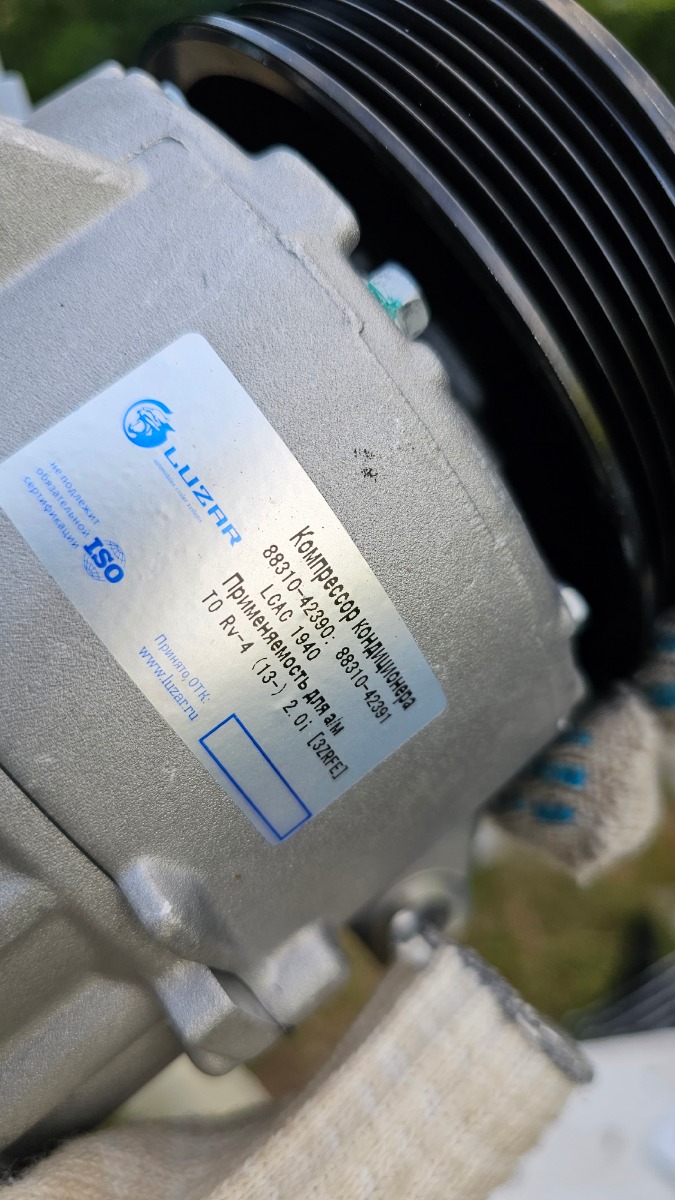 LUZAR
не подлежит
обязательной
сертификации
ISO
Компрессор кондиционера
88310-42390; 88310-42391
LCAC 1940
Применяемость для а/м
TO Rv-4 (13-) 2.0i [3ZRFE]
Принято ОТК:
www.luzar.ru